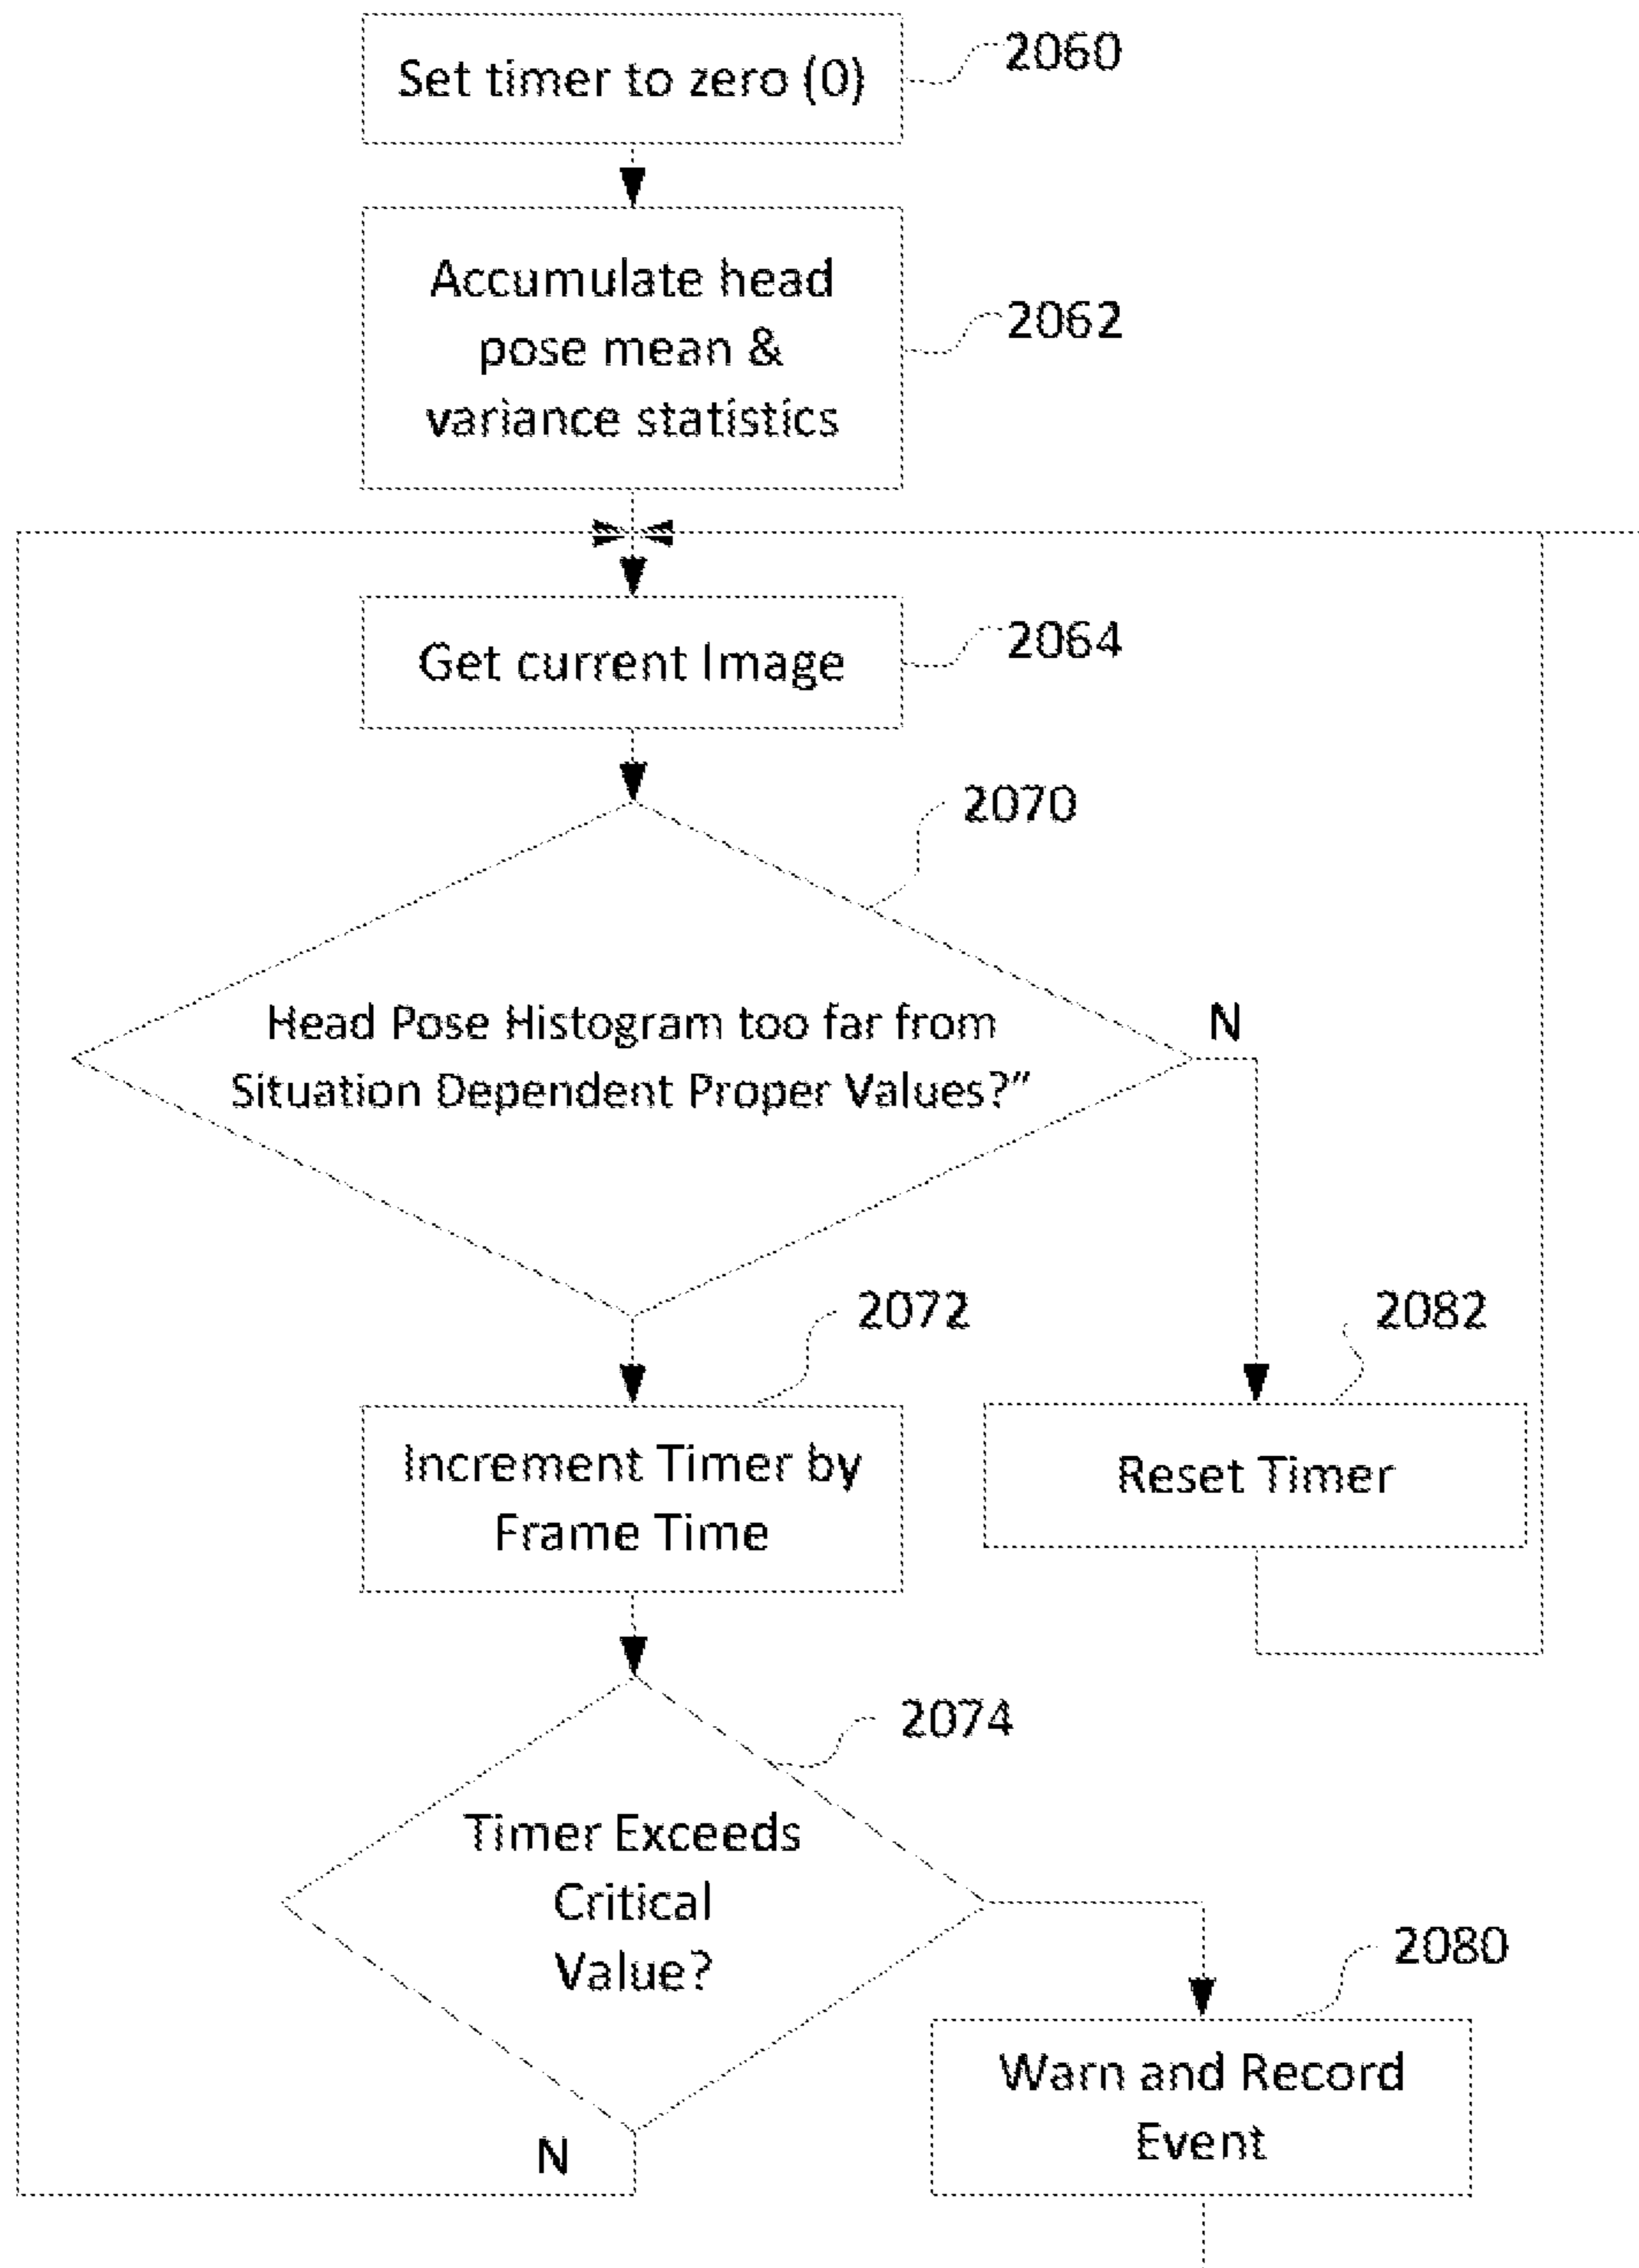 Set timer to zero (0)
2060
Accumulate head
pose mean &
variance statistics
2062
Get current Image
2064
2070
Head Pose Histogram too far from
Situation Dependent Proper Values?”
N
2072
2082
Increment Timer by
Frame Time
Reset Timer
2074
Timer Exceeds
Critical
Value?
N
2080
Warn and Record
Event